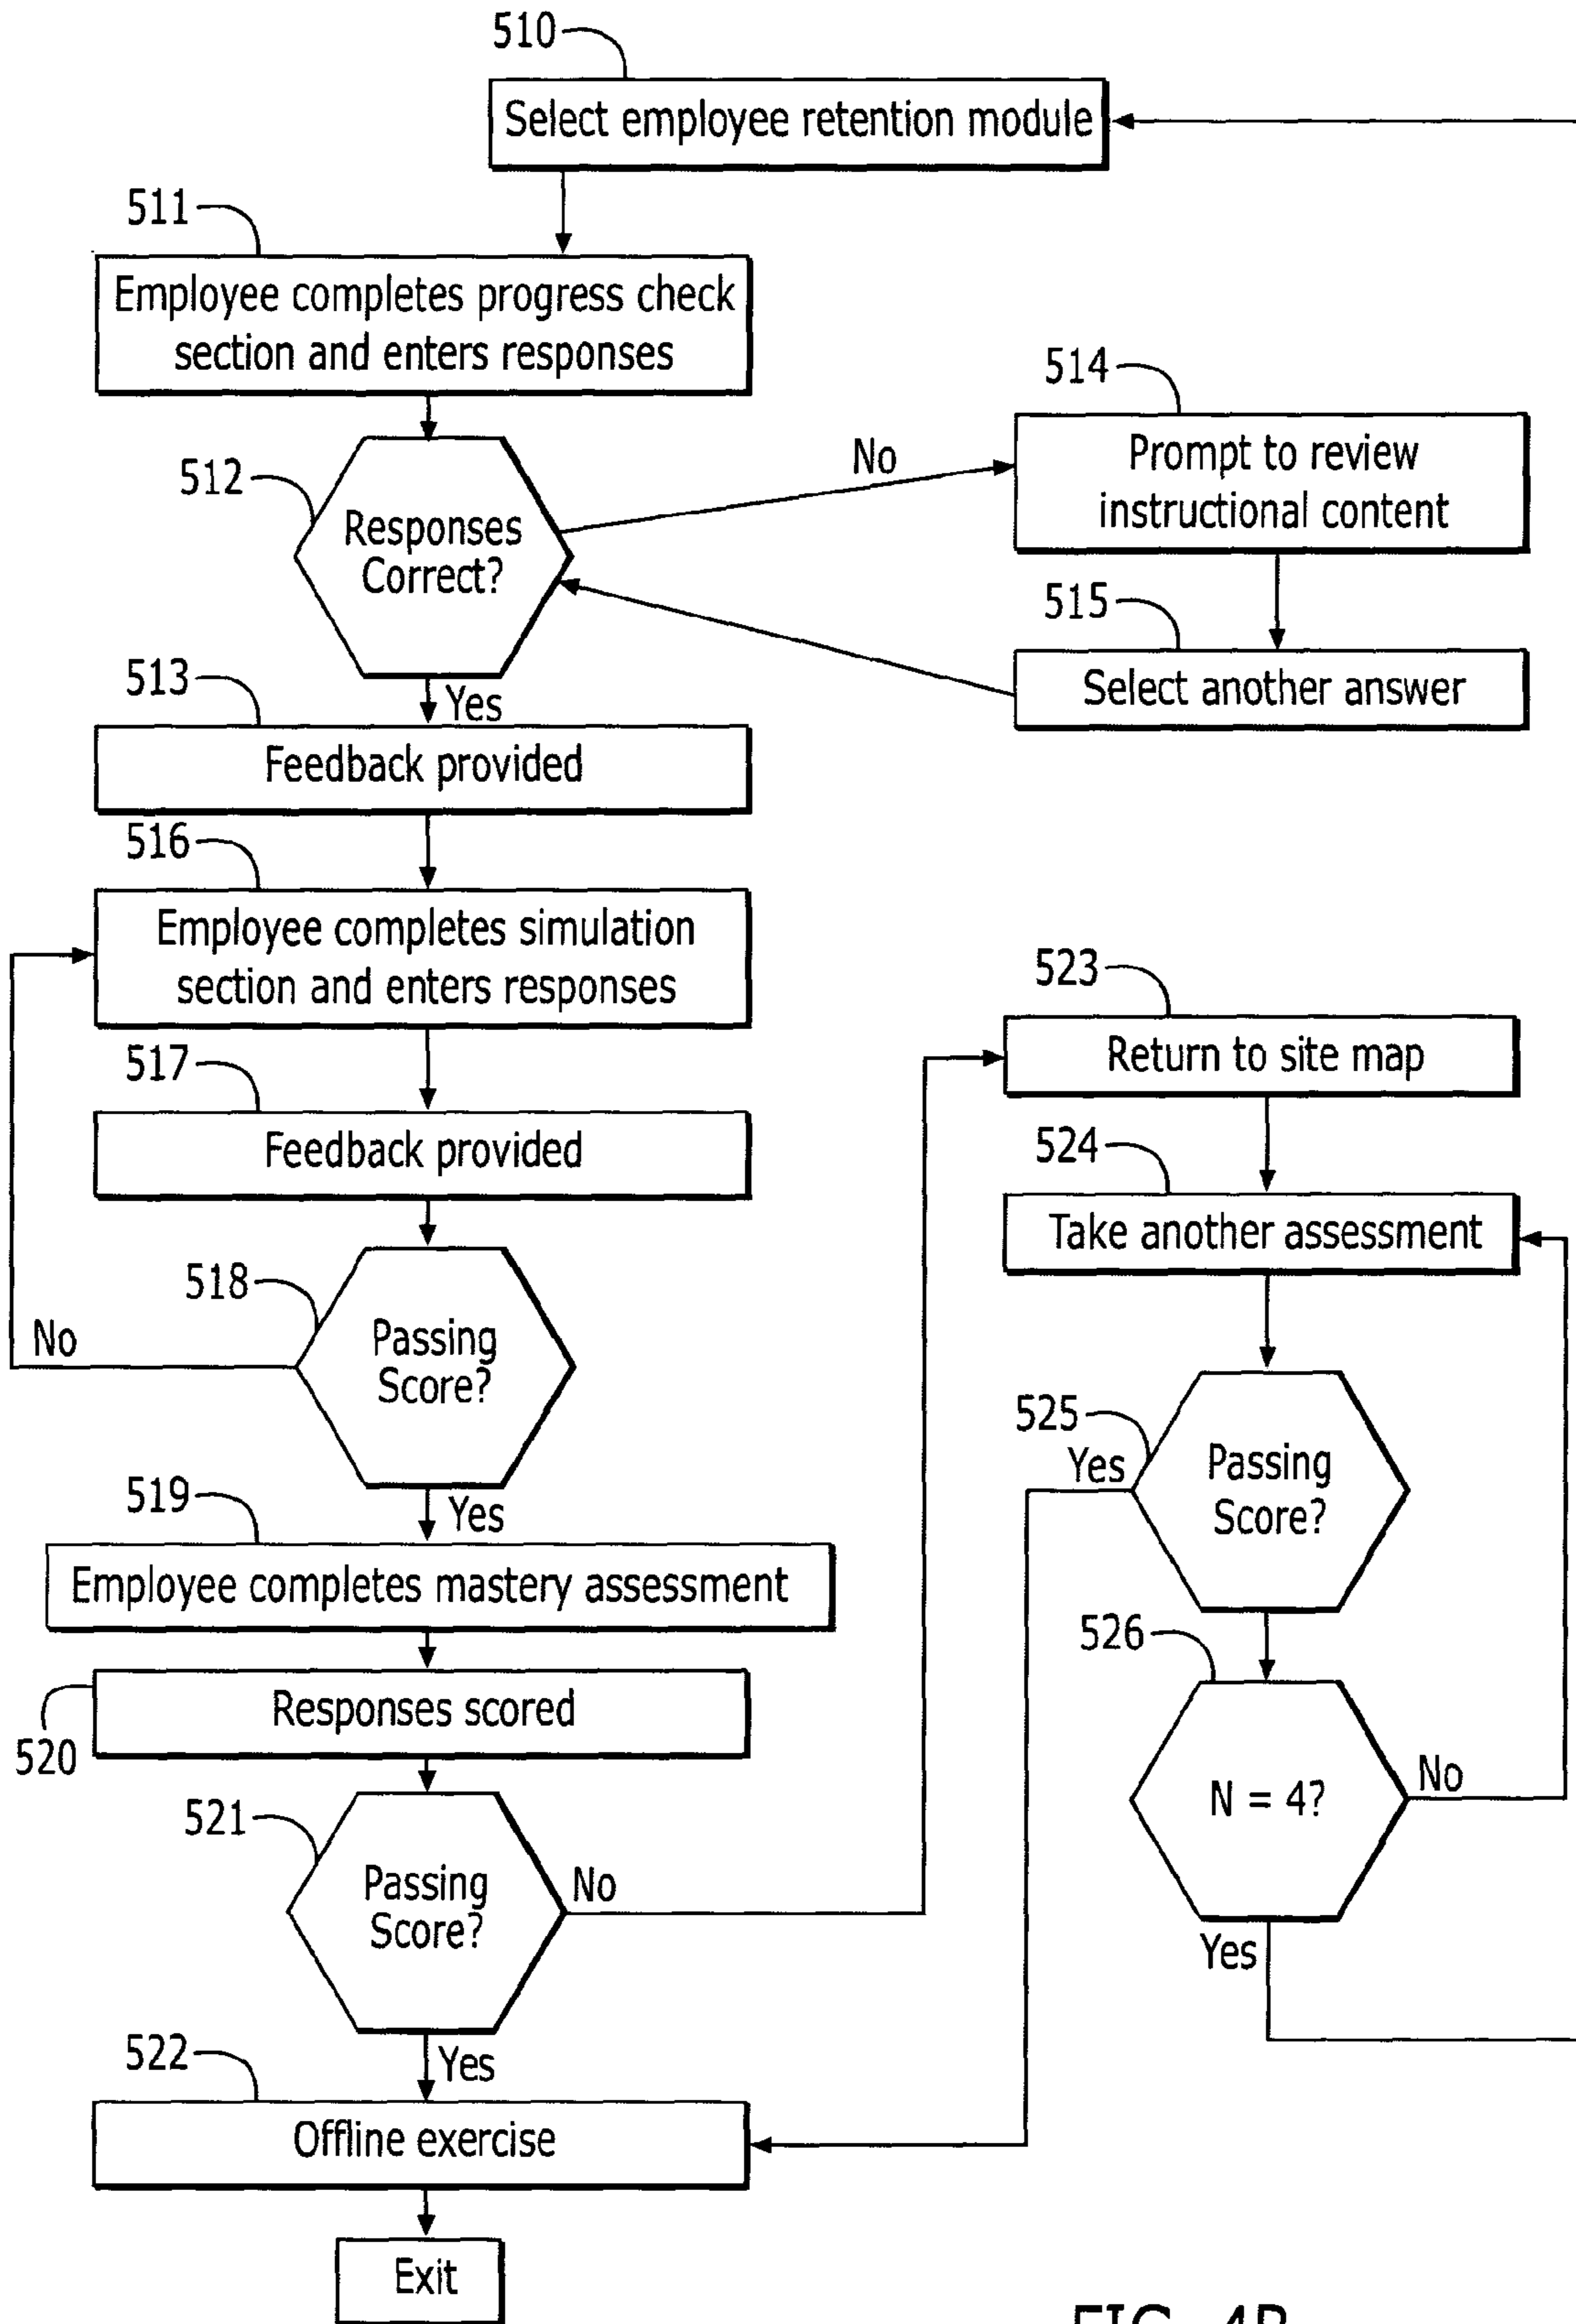 510
Select employee retention module
511
Employee completes progress check
section and enters responses
512
Responses
Correct?
No
514
Prompt to review
instructional content
515
Select another answer
Yes
513
Feedback provided
516
Employee completes simulation
section and enters responses
517
Feedback provided
518
Passing
Score?
No
Yes
519
Employee completes mastery assessment
520
Responses scored
521
Passing
Score?
No
Yes
522
Offline exercise
Exit
523
Return to site map
524
Take another assessment
525
Yes
Passing
Score?
526
N = 4?
No
Yes
FIG. 4B